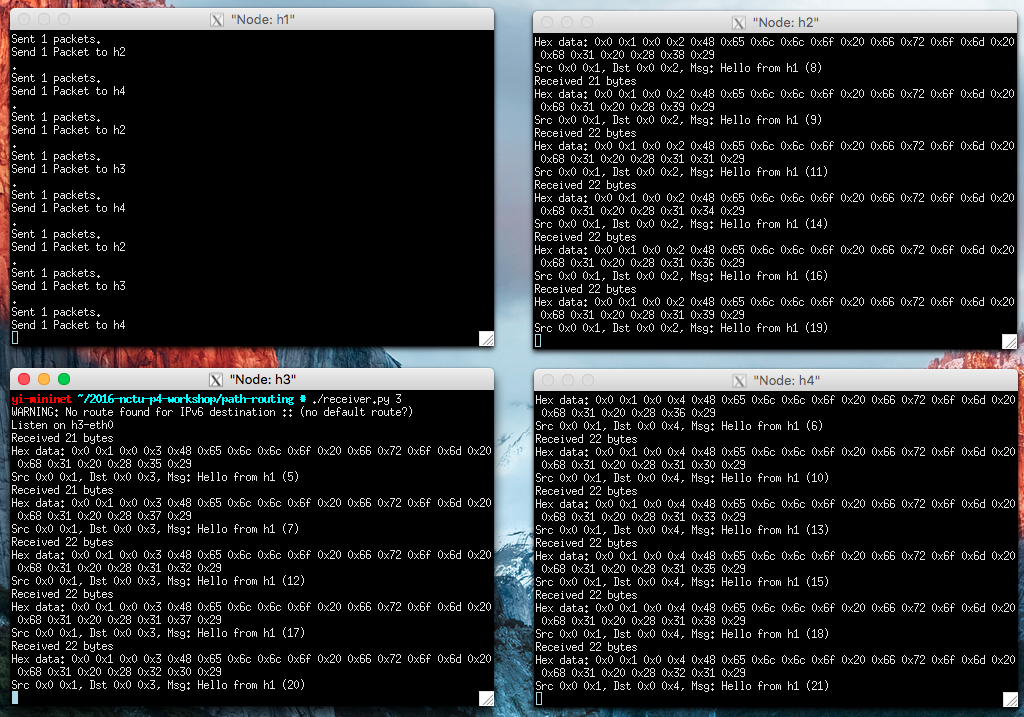 "Node: h1"
Sent 1 packets.
Send 1 Packet to h2
.
Sent 1 packets.
Send 1 Packet to h4
.
Sent 1 packets.
Send 1 Packet to h2
.
Sent 1 packets.
Send 1 Packet to h3
.
Sent 1 packets.
Send 1 Packet to h4
.
Sent 1 packets.
Send 1 Packet to h2
.
Sent 1 packets.
Send 1 Packet to h3
.
Sent 1 packets.
Send 1 Packet to h4
"Node: h2"
Hex data: 0x0 0x1 0x0 0x2 0x48 0x65 0x6c 0x6c 0x6f 0x20 0x66 0x72 0x6f 0x6d 0x20
0x68 0x31 0x20 0x28 0x38 0x29
Src 0x0 0x1, Dst 0x0 0x2, Msg: Hello from h1 (8)
Received 21 bytes
Hex data: 0x0 0x1 0x0 0x2 0x48 0x65 0x6c 0x6c 0x6f 0x20 0x66 0x72 0x6f 0x6d 0x20
0x68 0x31 0x20 0x28 0x39 0x29
Src 0x0 0x1, Dst 0x0 0x2, Msg: Hello from h1 (9)
Received 22 bytes
Hex data: 0x0 0x1 0x0 0x2 0x48 0x65 0x6c 0x6c 0x6f 0x20 0x66 0x72 0x6f 0x6d 0x20
0x68 0x31 0x20 0x28 0x31 0x31 0x29
Src 0x0 0x1, Dst 0x0 0x2, Msg: Hello from h1 (11)
Received 22 bytes
Hex data: 0x0 0x1 0x0 0x2 0x48 0x65 0x6c 0x6c 0x6f 0x20 0x66 0x72 0x6f 0x6d 0x20
0x68 0x31 0x20 0x28 0x31 0x34 0x29
Src 0x0 0x1, Dst 0x0 0x2, Msg: Hello from h1 (14)
Received 22 bytes
Hex data: 0x0 0x1 0x0 0x2 0x48 0x65 0x6c 0x6c 0x6f 0x20 0x66 0x72 0x6f 0x6d 0x20
0x68 0x31 0x20 0x28 0x31 0x36 0x29
Src 0x0 0x1, Dst 0x0 0x2, Msg: Hello from h1 (16)
Received 22 bytes
Hex data: 0x0 0x1 0x0 0x2 0x48 0x65 0x6c 0x6c 0x6f 0x20 0x66 0x72 0x6f 0x6d 0x20
0x68 0x31 0x20 0x28 0x31 0x39 0x29
Src 0x0 0x1, Dst 0x0 0x2, Msg: Hello from h1 (19)
"Node: h3"
yi-mininet ~/2016-nctu-p4-workshop/path-routing # ./receiver.py 3
WARNING: No route found for IPv6 destination :: (no default route?)
Listen on h3-eth0
Received 21 bytes
Hex data: 0x0 0x1 0x0 0x3 0x48 0x65 0x6c 0x6c 0x6f 0x20 0x66 0x72 0x6f 0x6d 0x20
0x68 0x31 0x20 0x28 0x35 0x29
Src 0x0 0x1, Dst 0x0 0x3, Msg: Hello from h1 (5)
Received 21 bytes
Hex data: 0x0 0x1 0x0 0x3 0x48 0x65 0x6c 0x6c 0x6f 0x20 0x66 0x72 0x6f 0x6d 0x20
0x68 0x31 0x20 0x28 0x37 0x29
Src 0x0 0x1, Dst 0x0 0x3, Msg: Hello from h1 (7)
Received 22 bytes
Hex data: 0x0 0x1 0x0 0x3 0x48 0x65 0x6c 0x6c 0x6f 0x20 0x66 0x72 0x6f 0x6d 0x20
0x68 0x31 0x20 0x28 0x31 0x32 0x29
Src 0x0 0x1, Dst 0x0 0x3, Msg: Hello from h1 (12)
Received 22 bytes
Hex data: 0x0 0x1 0x0 0x3 0x48 0x65 0x6c 0x6c 0x6f 0x20 0x66 0x72 0x6f 0x6d 0x20
0x68 0x31 0x20 0x28 0x31 0x37 0x29
Src 0x0 0x1, Dst 0x0 0x3, Msg: Hello from h1 (17)
Received 22 bytes
Hex data: 0x0 0x1 0x0 0x3 0x48 0x65 0x6c 0x6c 0x6f 0x20 0x66 0x72 0x6f 0x6d 0x20
0x68 0x31 0x20 0x28 0x32 0x30 0x29
Src 0x0 0x1, Dst 0x0 0x3, Msg: Hello from h1 (20)
"Node: h4"
Hex data: 0x0 0x1 0x0 0x4 0x48 0x65 0x6c 0x6c 0x6f 0x20 0x66 0x72 0x6f 0x6d 0x20
0x68 0x31 0x20 0x28 0x36 0x29
Src 0x0 0x1, Dst 0x0 0x4, Msg: Hello from h1 (6)
Received 22 bytes
Hex data: 0x0 0x1 0x0 0x4 0x48 0x65 0x6c 0x6c 0x6f 0x20 0x66 0x72 0x6f 0x6d 0x20
0x68 0x31 0x20 0x28 0x31 0x30 0x29
Src 0x0 0x1, Dst 0x0 0x4, Msg: Hello from h1 (10)
Received 22 bytes
Hex data: 0x0 0x1 0x0 0x4 0x48 0x65 0x6c 0x6c 0x6f 0x20 0x66 0x72 0x6f 0x6d 0x20
0x68 0x31 0x20 0x28 0x31 0x33 0x29
Src 0x0 0x1, Dst 0x0 0x4, Msg: Hello from h1 (13)
Received 22 bytes
Hex data: 0x0 0x1 0x0 0x4 0x48 0x65 0x6c 0x6c 0x6f 0x20 0x66 0x72 0x6f 0x6d 0x20
0x68 0x31 0x20 0x28 0x31 0x35 0x29
Src 0x0 0x1, Dst 0x0 0x4, Msg: Hello from h1 (15)
Received 22 bytes
Hex data: 0x0 0x1 0x0 0x4 0x48 0x65 0x6c 0x6c 0x6f 0x20 0x66 0x72 0x6f 0x6d 0x20
0x68 0x31 0x20 0x28 0x31 0x38 0x29
Src 0x0 0x1, Dst 0x0 0x4, Msg: Hello from h1 (18)
Received 22 bytes
Hex data: 0x0 0x1 0x0 0x4 0x48 0x65 0x6c 0x6c 0x6f 0x20 0x66 0x72 0x6f 0x6d 0x20
0x68 0x31 0x20 0x28 0x32 0x31 0x29
Src 0x0 0x1, Dst 0x0 0x4, Msg: Hello from h1 (21)